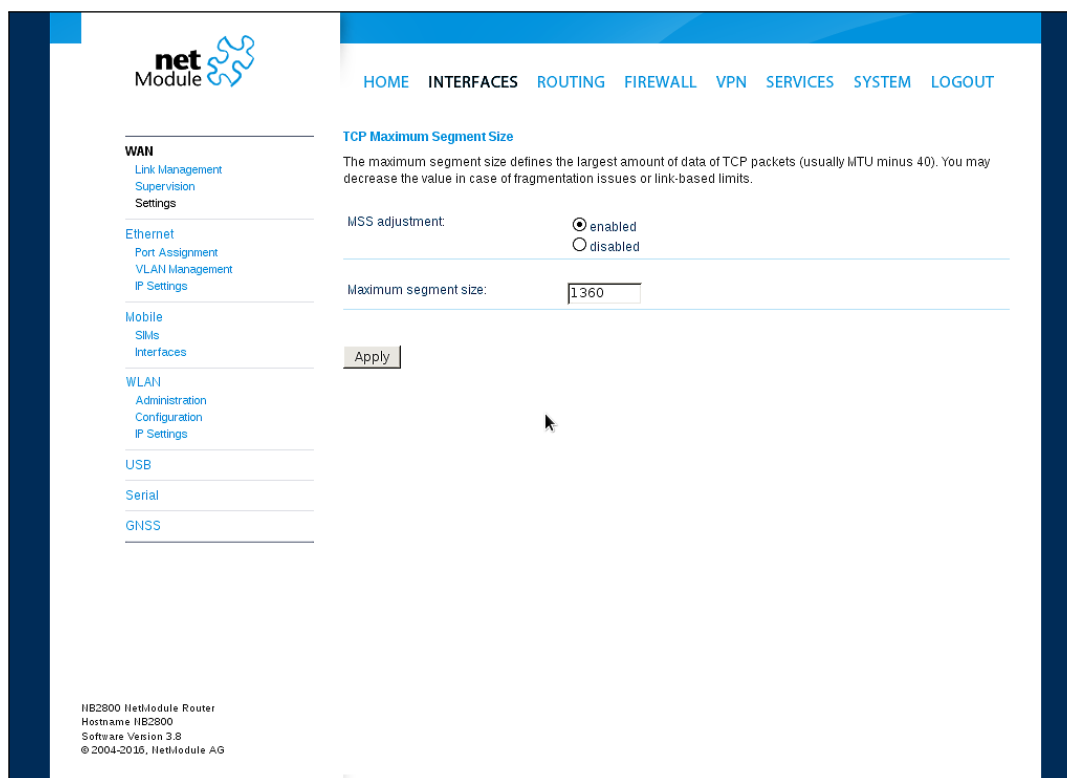 net
Module
HOME INTERFACES ROUTING FIREWALL VPN SERVICES SYSTEM LOGOUT
WAN
Link Management
Supervision
Settings
Ethernet
Port Assignment
VLAN Management
IP Settings
Mobile
SIMs
Interfaces
WLAN
Administration
Configuration
IP Settings
USB
Serial
GNSS
TCP Maximum Segment Size
The maximum segment size defines the largest amount of data of TCP packets (usually MTU minus 40). You may
decrease the value in case of fragmentation issues or link-based limits.
MSS adjustment:
enabled
disabled
Maximum segment size: 1360
Apply
NB2800 NetModule Router
Hostname NB2800
Software Version 3.8
© 2004-2016, NetModule AG